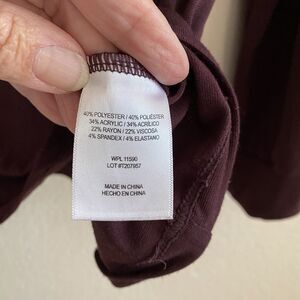 40% POLYESTER / 40% POLIÉSTER
34% ACRYLIC / 34% ACRÍLICO
22% RAYON / 22% VISCOSA
4% SPANDEX / 4% ELASTANO
WPL 11590
LOT #T207957
MADE IN CHINA
HECHO EN CHINA